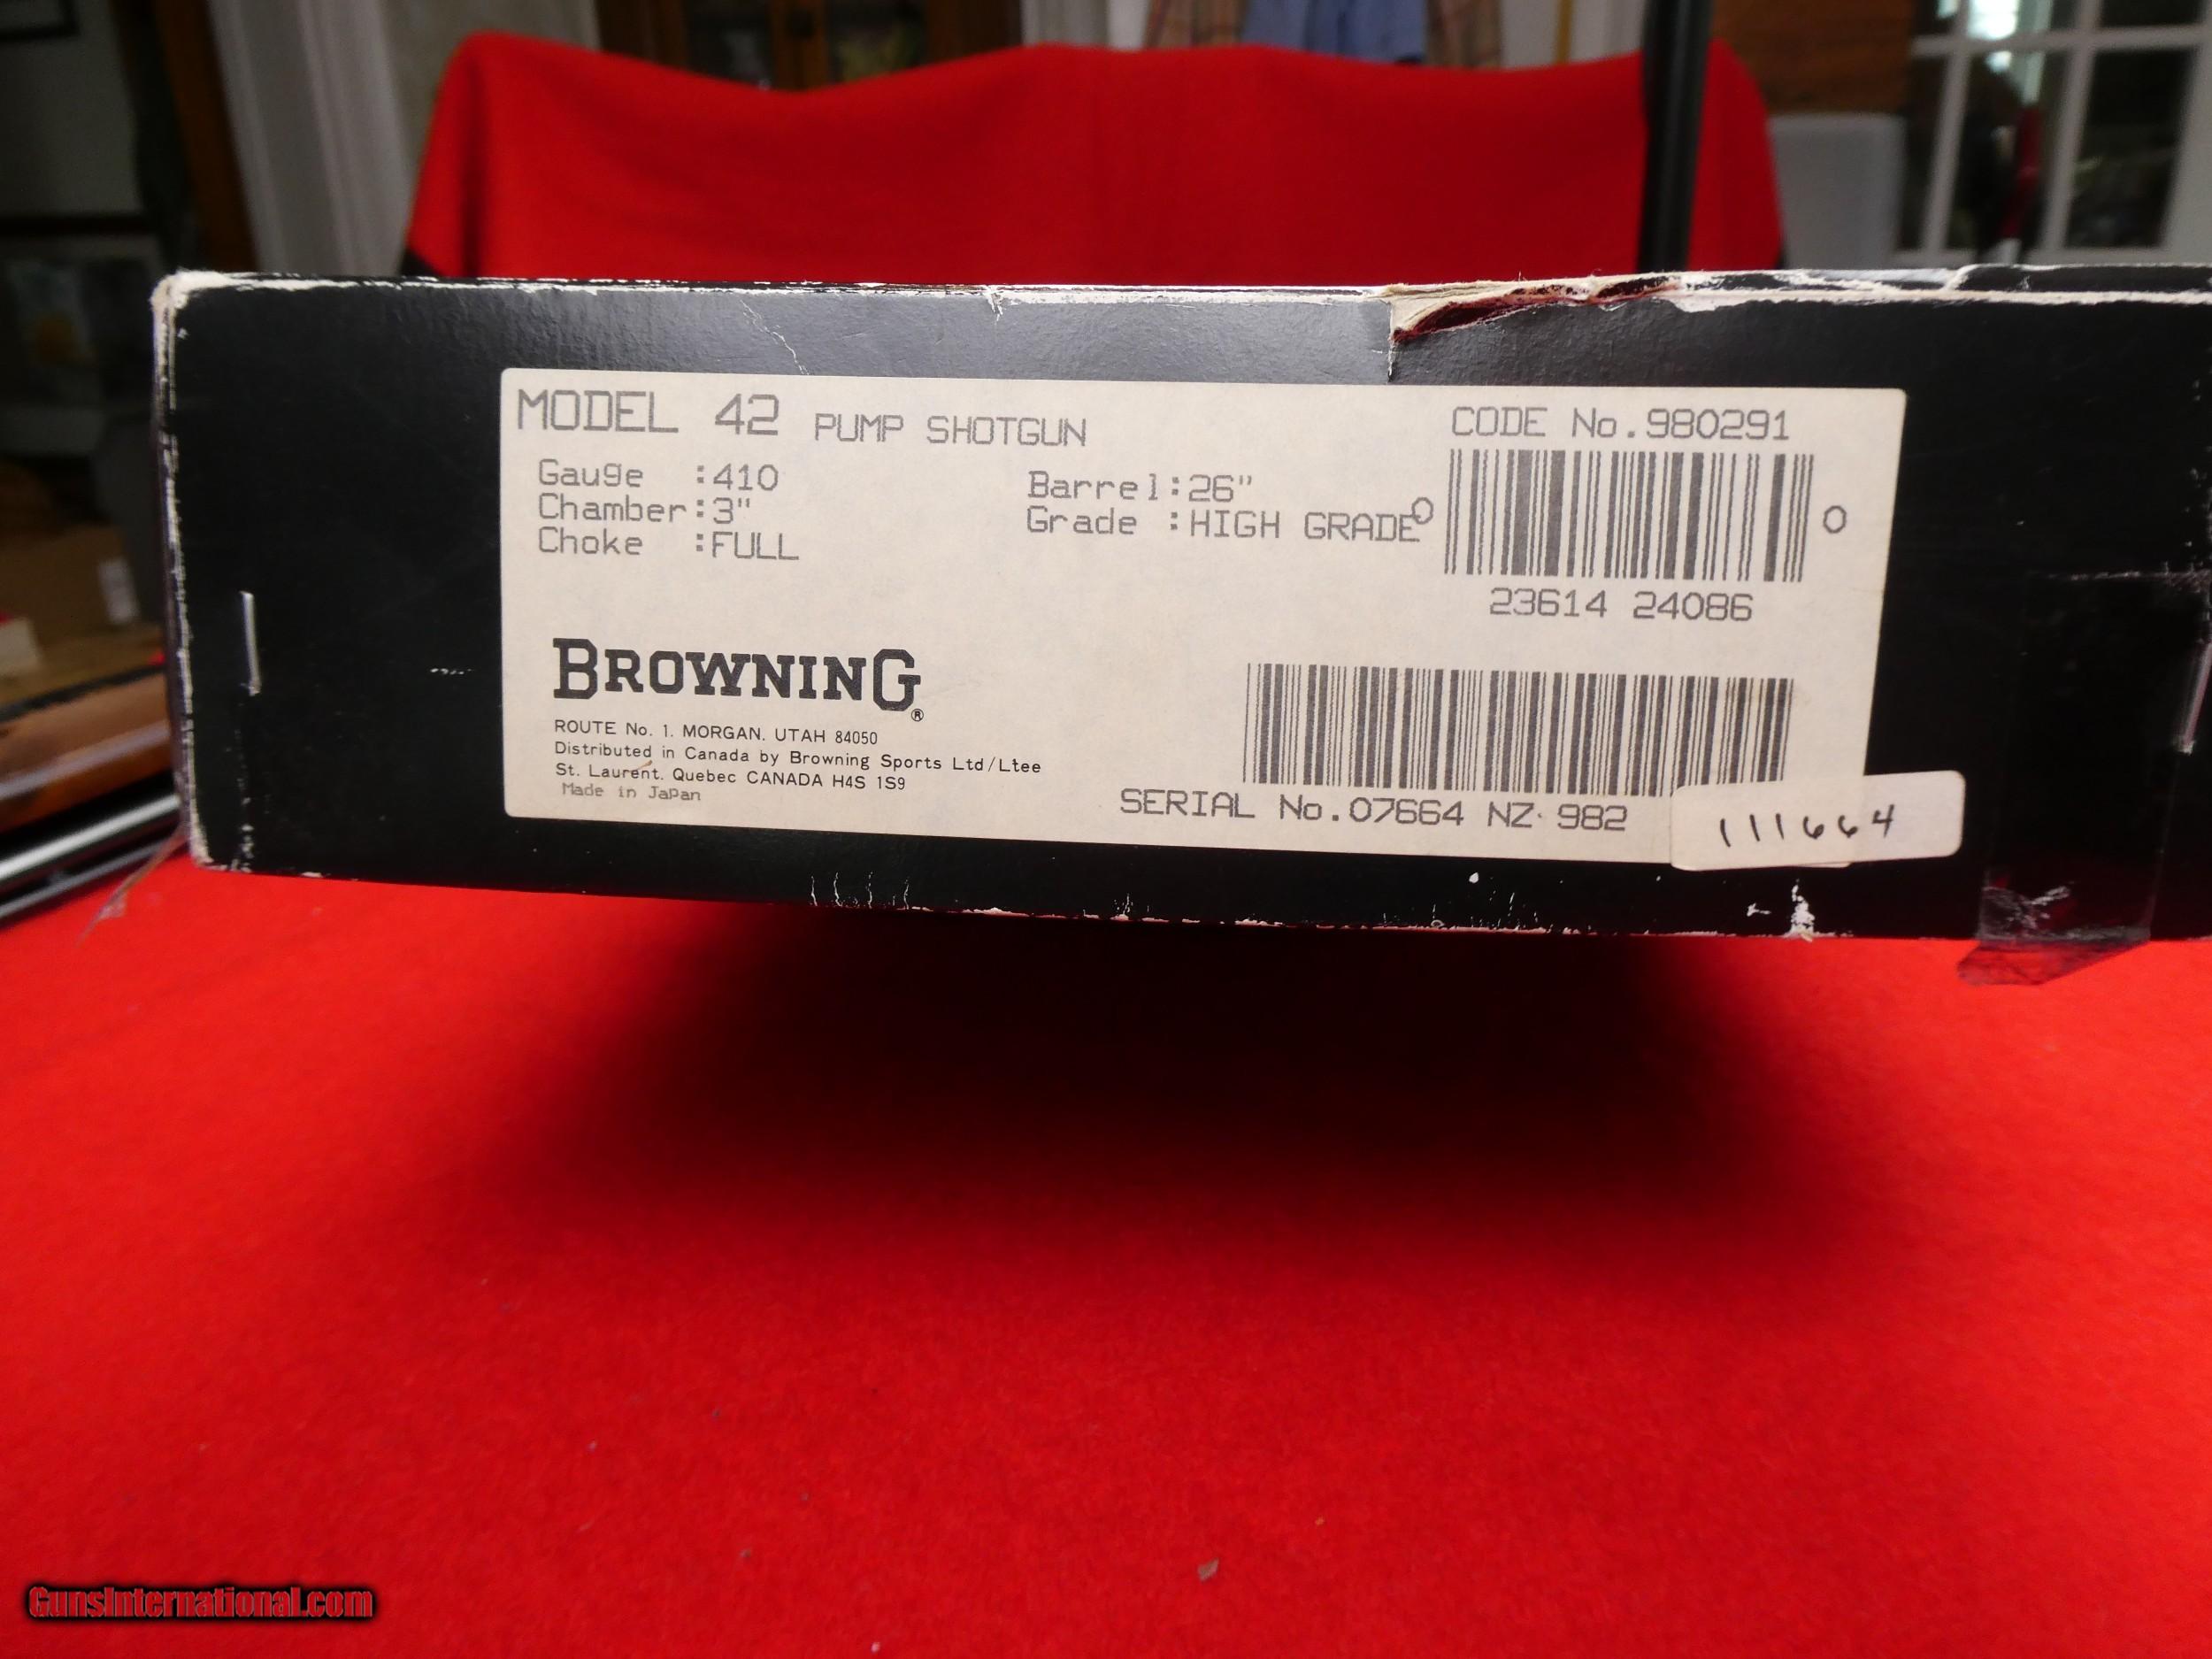 MODEL 42 PUMP SHOTGUN
Gauge :410
Chamber:3"
Choke :FULL
Barrel:26"
Grade :HIGH GRADE
CODE No.980291
0 0
23614 24086
BROWNING®
ROUTE No. 1. MORGAN. UTAH 84050
Distributed in Canada by Browning Sports Ltd/Ltee
St. Laurent. Quebec CANADA H4S 1S9
Made in Japan
SERIAL No.07664 NZ 982
111664
GunsInternational.com